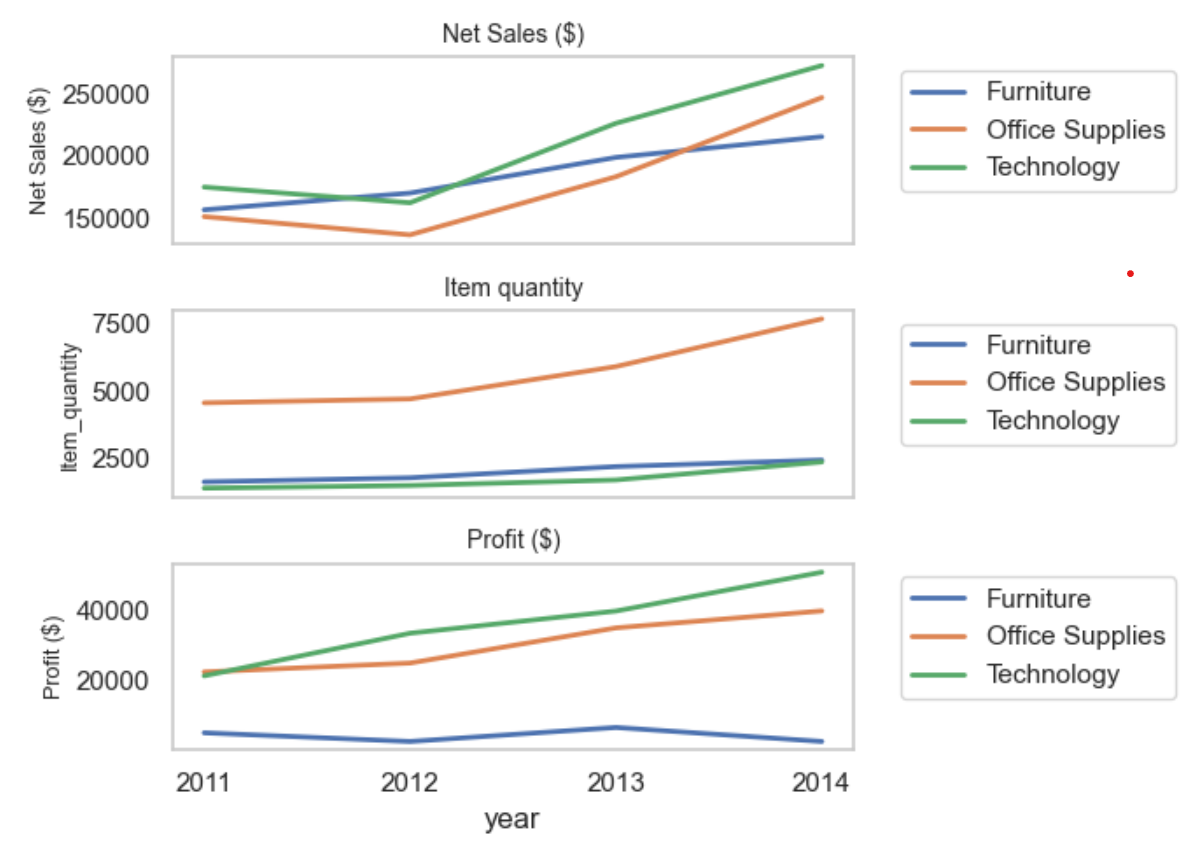 Net Sales ($)
Net Sales ($)
250000
200000
150000
Furniture
Office Supplies
Technology
Item quantity
Item_quantity
7500
5000
2500
Furniture
Office Supplies
Technology
Profit ($)
Profit ($)
40000
20000
Furniture
Office Supplies
Technology
2011 2012 2013 2014
year